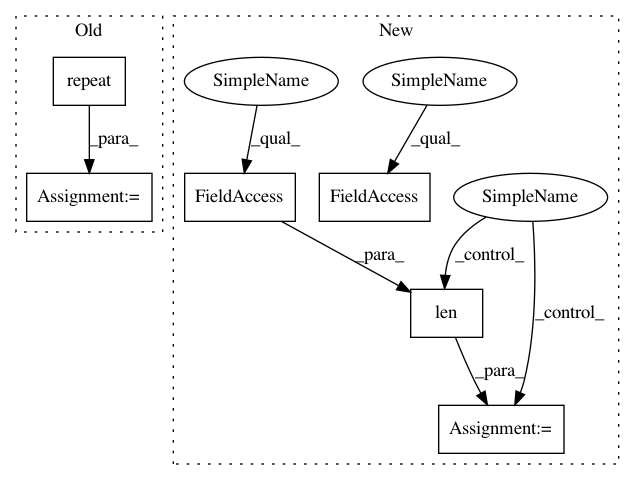 Old
New
repeat
SimpleName
SimpleName
_para_
_qual_
_qual_
Assignment:=
FieldAccess
FieldAccess
SimpleName
_para_
_control_
len
_control_
_para_
Assignment:=